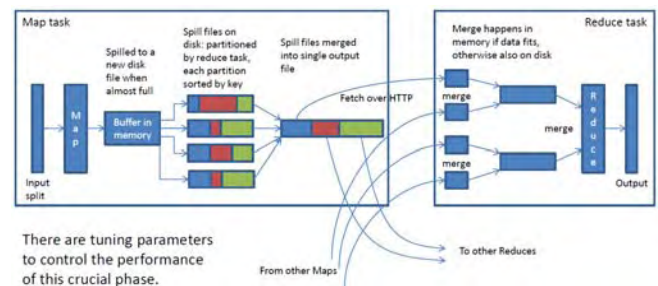 Map task
Reduce task
Spilled to a
new disk
file when
almost full
Spill files on
disk: partitioned
by reduce task,
each partition
sorted by key
Spill files merged
into single output
file
Merge happens in
memory if data fits,
otherwise also on disk
Fetch over HTTP
Map
Buffer in
memory
merge
merge
merge
Reduce
Input
split
Output
There are tuning parameters
to control the performance
of this crucial phase.
From other Maps
To other Reduces